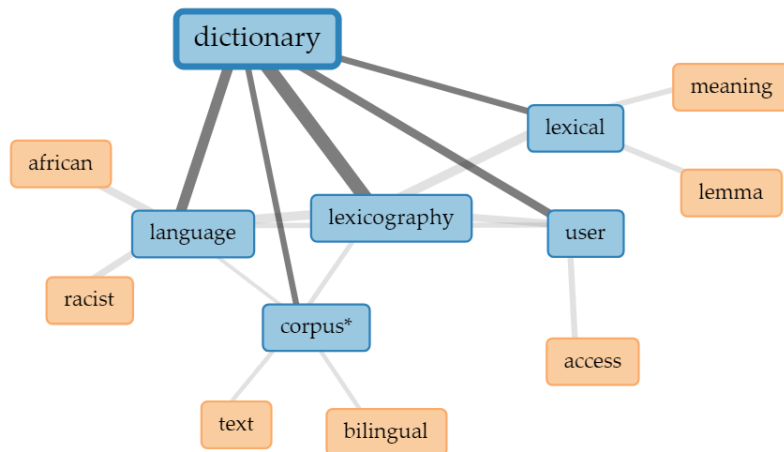 dictionary
meaning
lexical
african
lemma
lexicography
language
user
racist
corpus*
access
text
bilingual